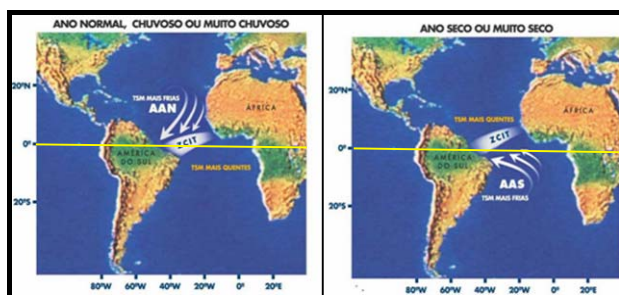 ANO NORMAL, CHUVOSO OU MUITO CHUVOSO
20°N
TSM MAIS FRIAS
AAN
ÁFRICA
ZCIT
0°
AMÉRICA
DO SUL
TSM MAIS QUENTES
20°S
80°W 60°W 40°W 20°W 0° 20°E
ANO SECO OU MUITO SECO
20°N
ÁFRICA
TSM MAIS QUENTES
ZCIT
0°
AMÉRICA
DO SUL
AAS
TSM MAIS FRIAS
20°S
80°W 60°W 40°W 20°W 0° 20°E